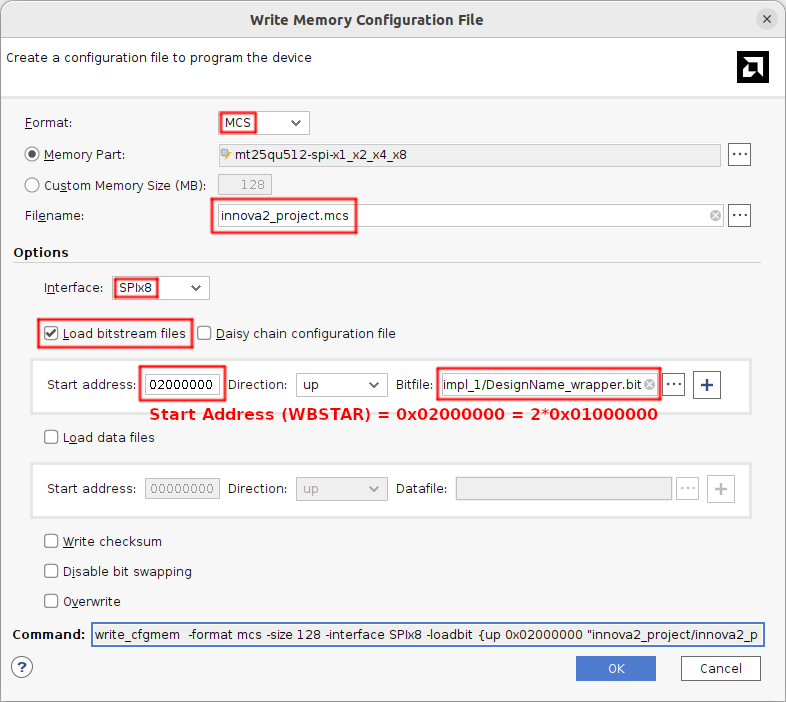 Write Memory Configuration File
Create a configuration file to program the device
Format: MCS
Memory Part: mt25qu512-spi-x1_x2_x4_x8 ...
Custom Memory Size (MB): 128
Filename: innova2_project.mcs ...
Options
Interface: SPIx8
Load bitstream files Daisy chain configuration file
Start address: 02000000 Direction: up Bitfile: impl_1/DesignName_wrapper.bit ... +
Start Address (WBSTAR) = 0x02000000 = 2*0x01000000
Load data files
Start address: 00000000 Direction: up Datafile: ... +
Write checksum
Disable bit swapping
Overwrite
Command: write_cfgmem -format mcs -size 128 -interface SPIx8 -loadbit {up 0x02000000 "innova2_project/innova2_p
? OK Cancel